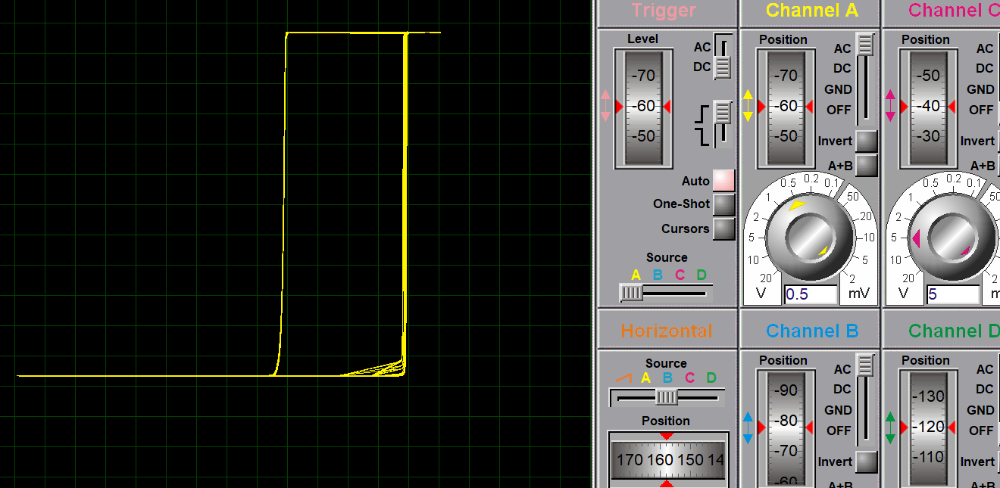 Trigger
Level
-70
-60
-50
AC
DC
Auto
One-Shot
Cursors
Source
A B C D
Channel A
Position
-70
-60
-50
AC
DC
GND
OFF
Invert
A+B
0.5 0.2 0.1
1 50
2 20
5 10
10 5
20 2
V 0.5 mV
Channel C
Position
-50
-40
-30
AC
DC
GND
OFF
Invert
A+B
0.5 0.2 0.1
1 50
2
5
10
20
V 5 m
Horizontal
Source
A B C D
Position
170 160 150 14
Channel B
Position
-90
-80
-70
-60
AC
DC
GND
OFF
Invert
A+B
Channel D
Position
-130
-120
-110
AC
DC
GND
OFF
Invert
A+B